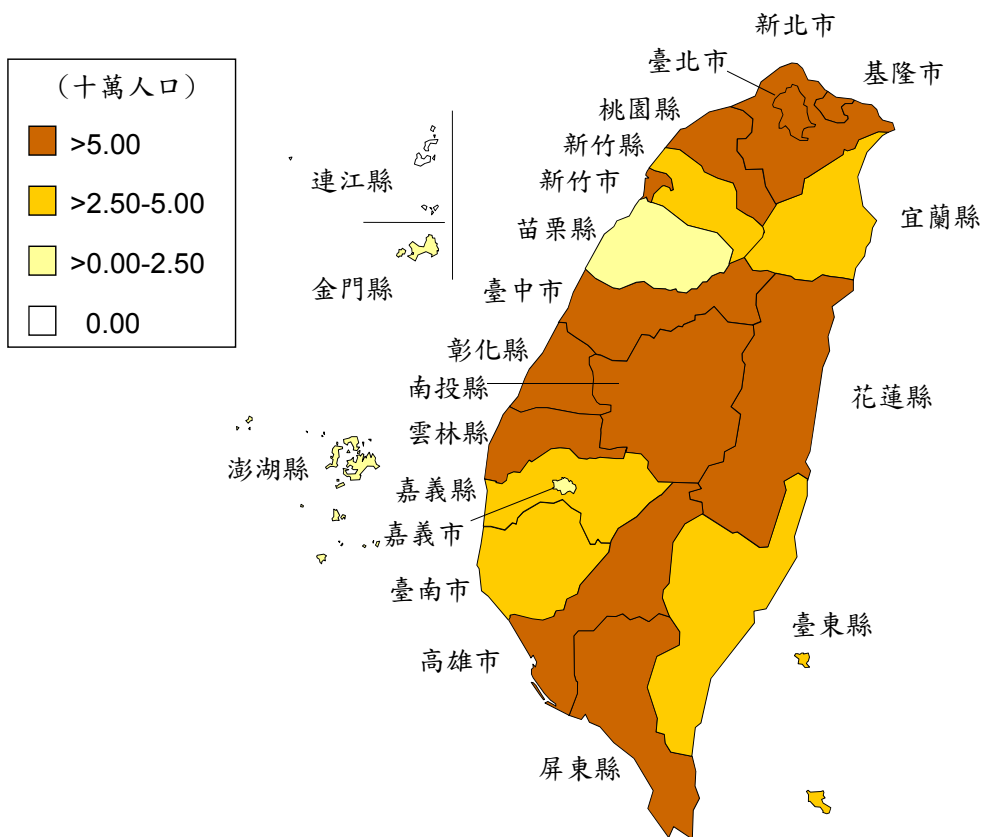 （十萬人口）
>5.00
>2.50-5.00
>0.00-2.50
0.00
新北市
臺北市
基隆市
桃園縣
新竹縣
新竹市
連江縣
苗栗縣
宜蘭縣
金門縣
臺中市
彰化縣
南投縣
花蓮縣
雲林縣
澎湖縣
嘉義縣
嘉義市
臺南市
臺東縣
高雄市
屏東縣